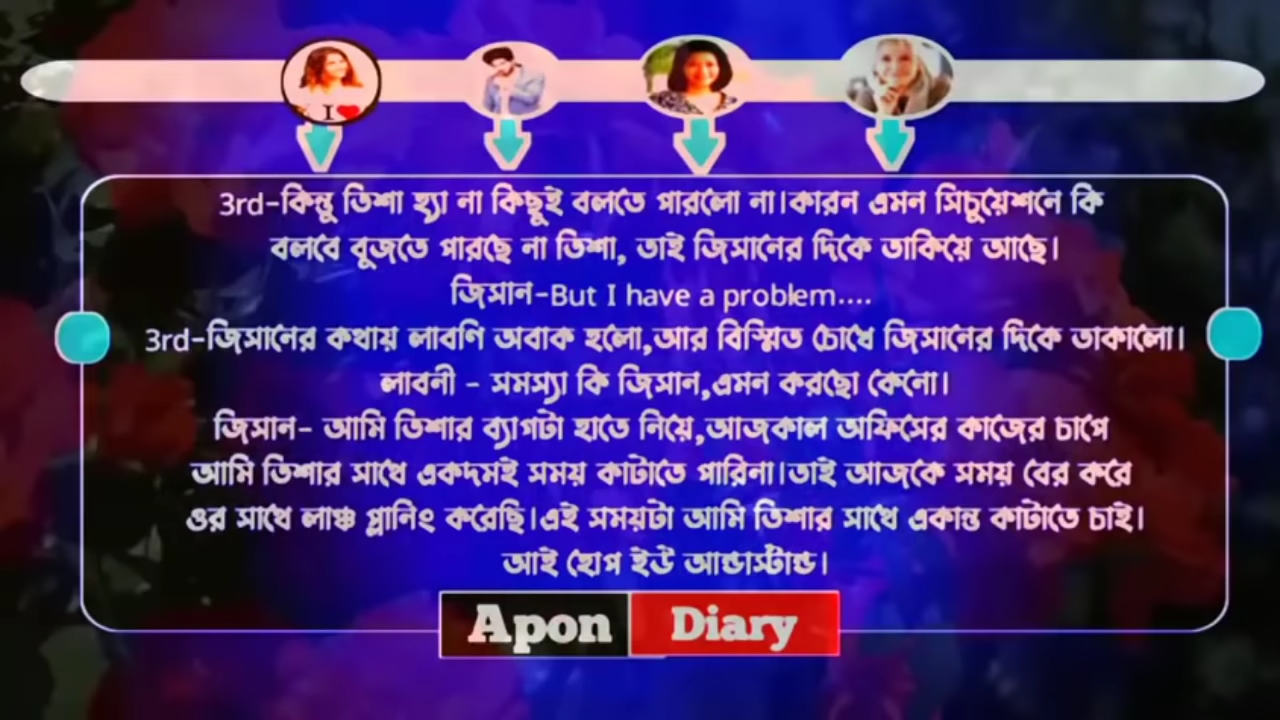 I
3rd-কিন্তু তিশা হ্যা না কিছুই বলতে পারলো না।কারন এমন সিচুয়েশনে কি
বলবে বুজতে পারছে না তিশা, তাই জিসানের দিকে তাকিয়ে আছে।
জিসান-But I have a problem....
3rd-জিসানের কথায় লাবণি অবাক হলো,আর বিস্মিত চোখে জিসানের দিকে তাকালো।
লাবনী - সমস্যা কি জিসান,এমন করছো কেনো।
জিসান- আমি তিশার ব্যাগটা হাতে নিয়ে,আজকাল অফিসের কাজের চাপে
আমি তিশার সাথে একদমই সময় কাটাতে পারিনা।তাই আজকে সময় বের করে
ওর সাথে লাঞ্চ প্লানিং করেছি।এই সময়টা আমি তিশার সাথে একান্ত কাটাতে চাই।
আই হোপ ইউ আন্ডাস্টান্ড।
Apon Diary